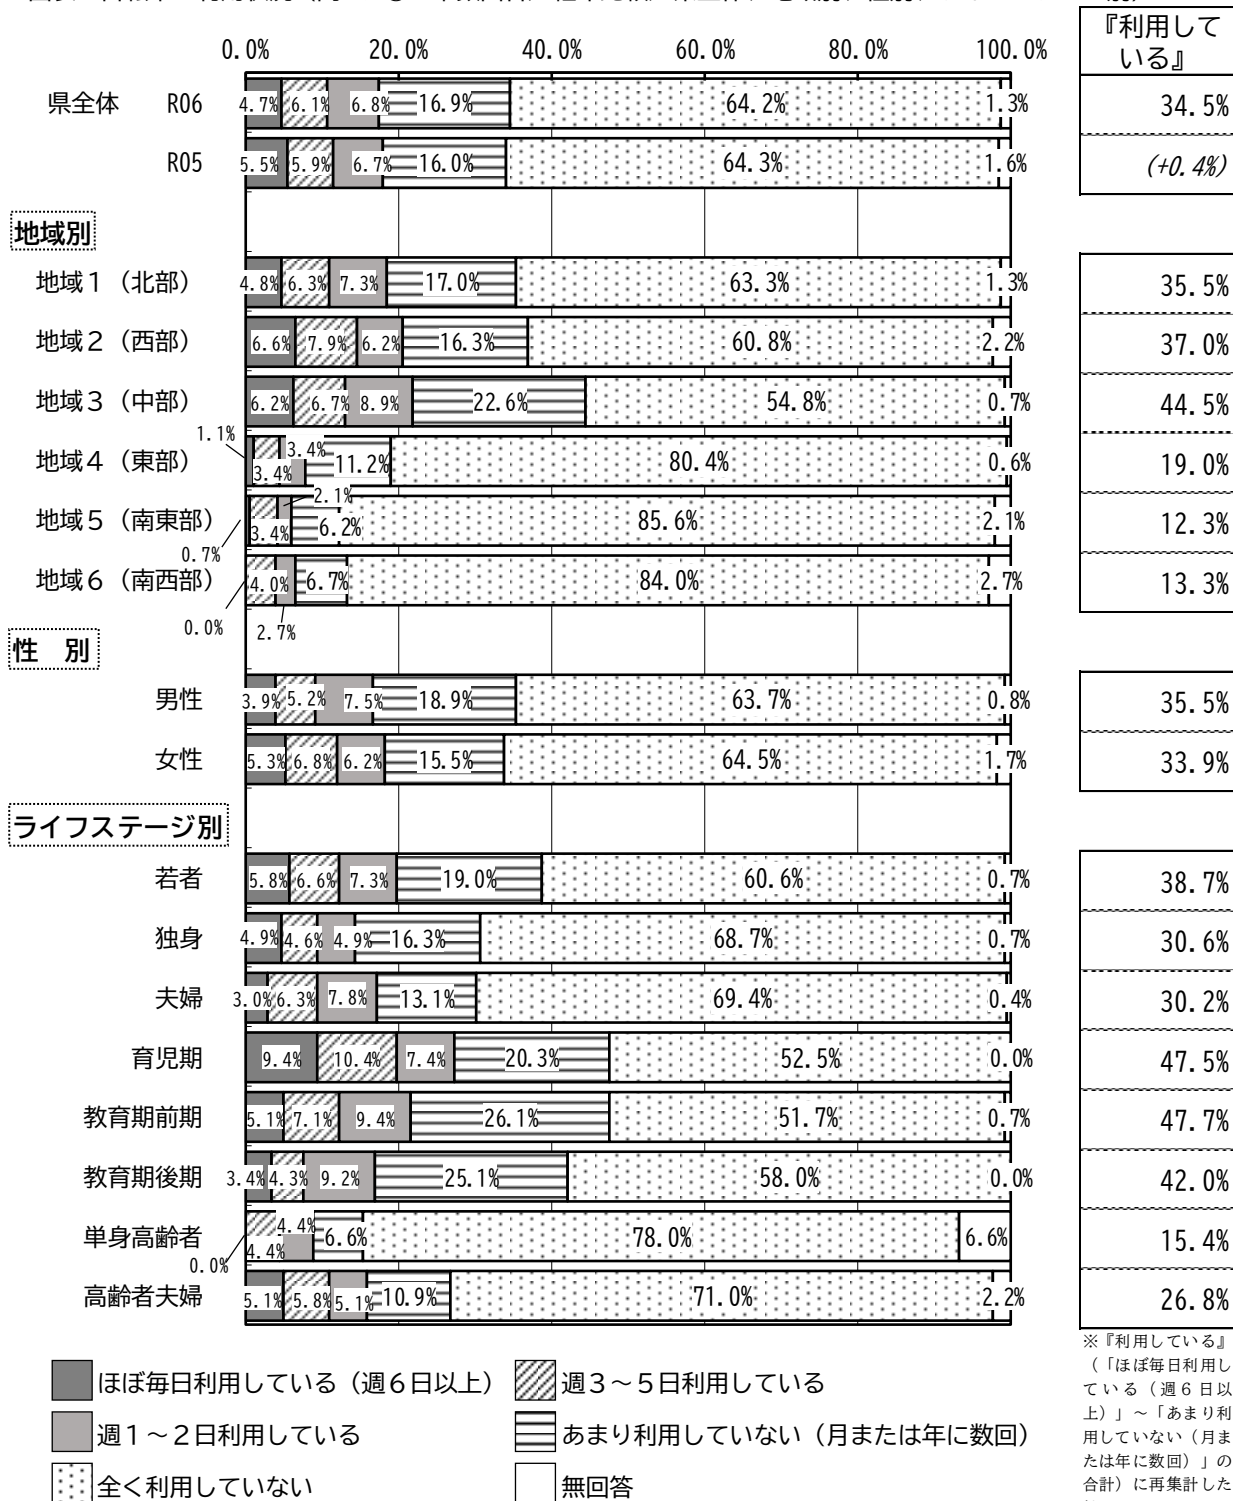 0.0% 20.0% 40.0% 60.0% 80.0% 100.0%
『利用して
いる』
県全体 R06 4.7% 6.1% 6.8% 16.9% 64.2% 1.3% 34.5%
R05 5.5% 5.9% 6.7% 16.0% 64.3% 1.6% (+0.4%)
地域別
地域1（北部） 4.8% 6.3% 7.3% 17.0% 63.3% 1.3% 35.5%
地域2（西部） 6.6% 7.9% 6.2% 16.3% 60.8% 2.2% 37.0%
地域3（中部） 6.2% 6.7% 8.9% 22.6% 54.8% 0.7% 44.5%
地域4（東部） 1.1% 3.4% 3.4% 11.2% 80.4% 0.6% 19.0%
地域5（南東部） 0.7% 3.4% 2.1% 6.2% 85.6% 2.1% 12.3%
地域6（南西部） 0.0% 4.0% 2.7% 6.7% 84.0% 2.7% 13.3%
性 別
男性 3.9% 5.2% 7.5% 18.9% 63.7% 0.8% 35.5%
女性 5.3% 6.8% 6.2% 15.5% 64.5% 1.7% 33.9%
ライフステージ別
若者 5.8% 6.6% 7.3% 19.0% 60.6% 0.7% 38.7%
独身 4.9% 4.6% 4.9% 16.3% 68.7% 0.7% 30.6%
夫婦 3.0% 6.3% 7.8% 13.1% 69.4% 0.4% 30.2%
育児期 9.4% 10.4% 7.4% 20.3% 52.5% 0.0% 47.5%
教育期前期 5.1% 7.1% 9.4% 26.1% 51.7% 0.7% 47.7%
教育期後期 3.4% 4.3% 9.2% 25.1% 58.0% 0.0% 42.0%
単身高齢者 0.0% 4.4% 4.4% 6.6% 78.0% 6.6% 15.4%
高齢者夫婦 5.1% 5.8% 5.1% 10.9% 71.0% 2.2% 26.8%
ほぼ毎日利用している（週6日以上） 週3～5日利用している
週1～2日利用している あまり利用していない（月または年に数回）
全く利用していない 無回答
※『利用している』
（「ほぼ毎日利用し
ている（週6日以
上）」～「あまり利
用していない（月ま
たは年に数回）」の
合計）に再集計した